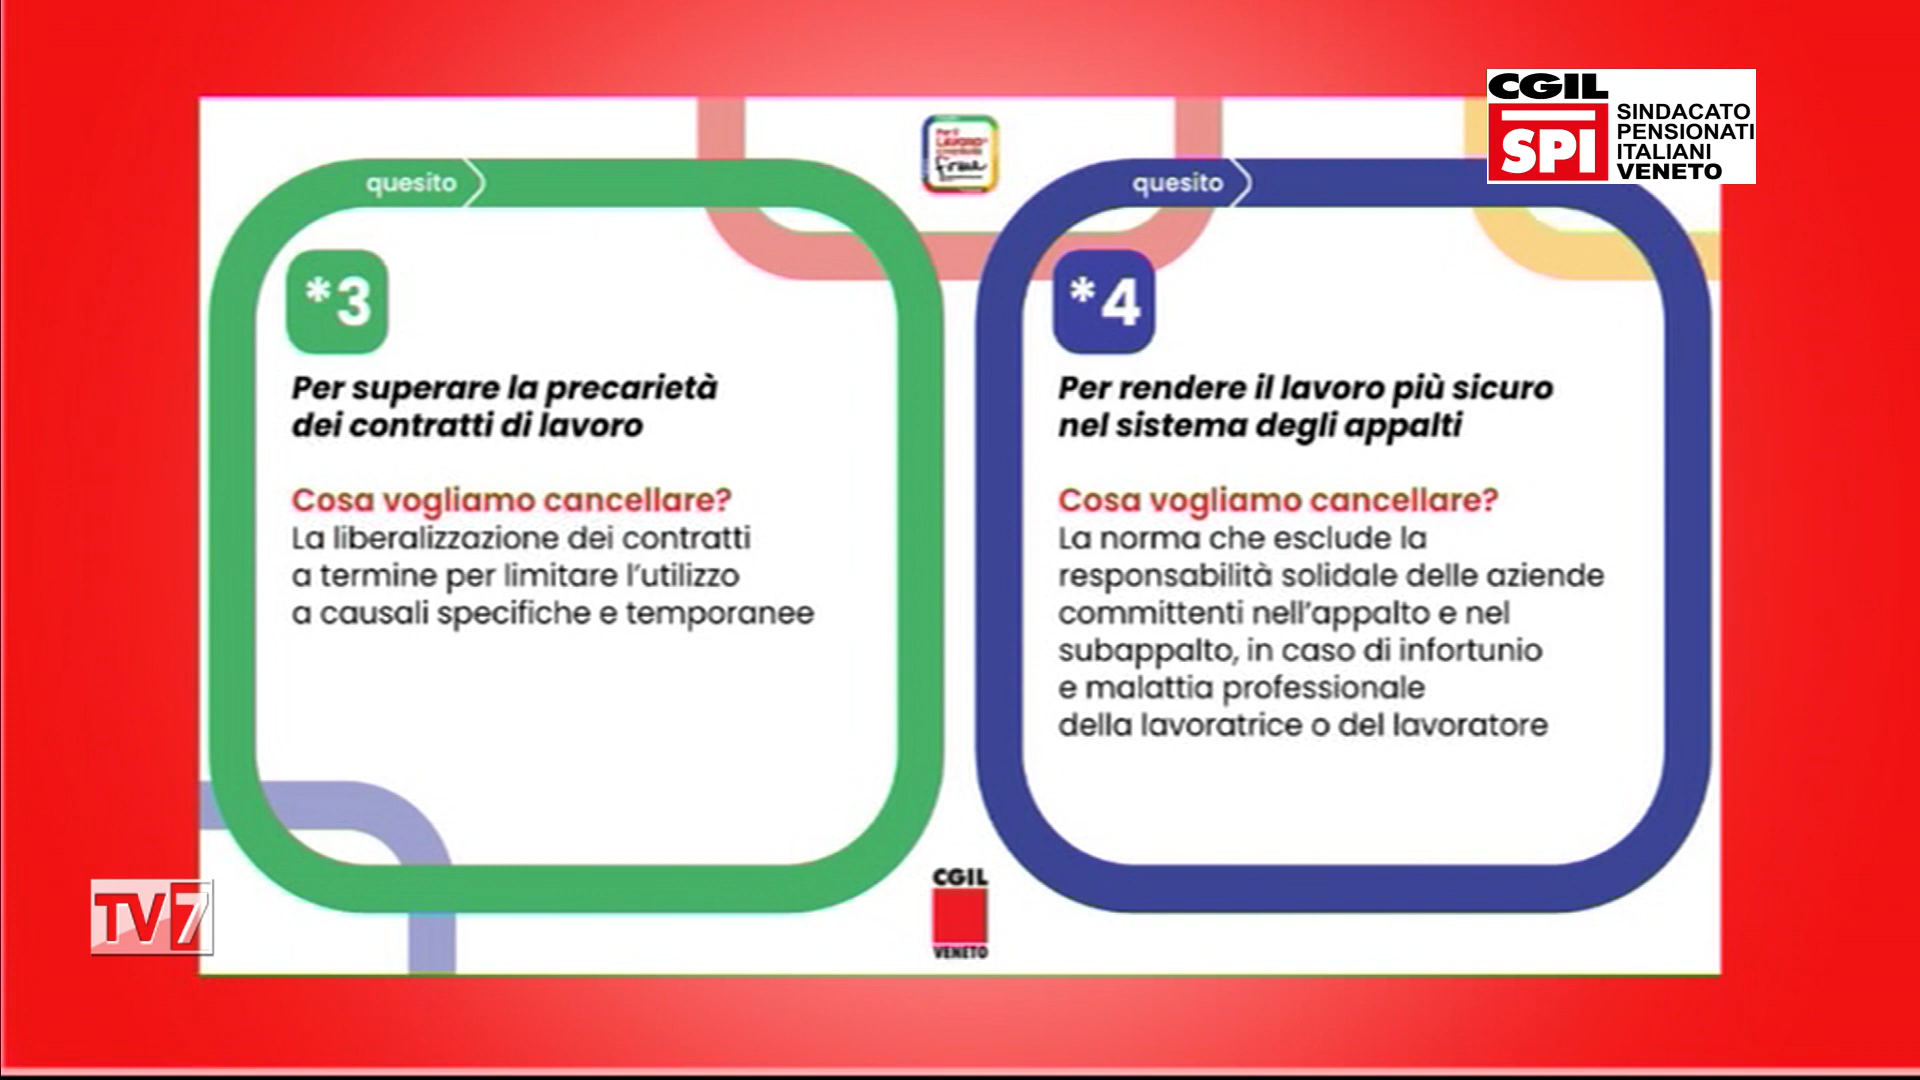 CGIL
SPI
SINDACATO
PENSIONATI
ITALIANI
VENETO
Per il
LAVORO
quesito
*3
Per superare la precarietà
dei contratti di lavoro
Cosa vogliamo cancellare?
La liberalizzazione dei contratti
a termine per limitare l'utilizzo
a causali specifiche e temporanee
quesito
*4
Per rendere il lavoro più sicuro
nel sistema degli appalti
Cosa vogliamo cancellare?
La norma che esclude la
responsabilità solidale delle aziende
committenti nell'appalto e nel
subappalto, in caso di infortunio
e malattia professionale
della lavoratrice o del lavoratore
TV7
CGIL
VENETO